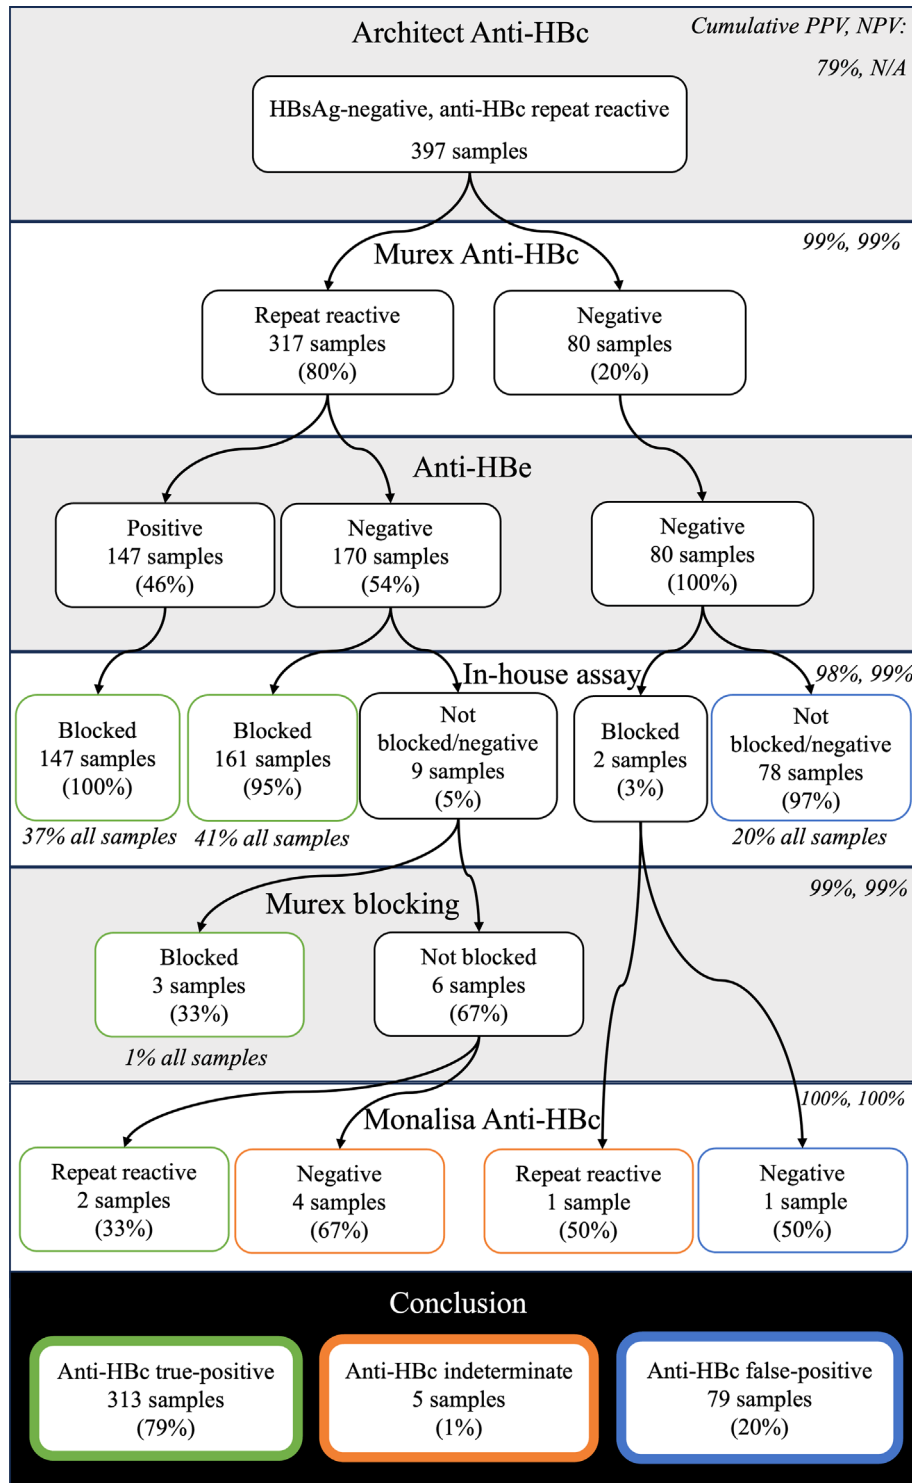 Architect Anti-HBc
Cumulative PPV, NPV:
79%, N/A
HBsAg-negative, anti-HBc repeat reactive
397 samples
Murex Anti-HBc
99%, 99%
Repeat reactive
317 samples
(80%)
Negative
80 samples
(20%)
Anti-HBe
Positive
147 samples
(46%)
Negative
170 samples
(54%)
Negative
80 samples
(100%)
In-house assay
98%, 99%
Blocked
147 samples
(100%)
37% all samples
Blocked
161 samples
(95%)
41% all samples
Not
blocked/negative
9 samples
(5%)
Blocked
2 samples
(3%)
Not
blocked/negative
78 samples
(97%)
20% all samples
Murex blocking
99%, 99%
Blocked
3 samples
(33%)
1% all samples
Not blocked
6 samples
(67%)
Monalisa Anti-HBc
100%, 100%
Repeat reactive
2 samples
(33%)
Negative
4 samples
(67%)
Repeat reactive
1 sample
(50%)
Negative
1 sample
(50%)
Conclusion
Anti-HBc true-positive
313 samples
(79%)
Anti-HBc indeterminate
5 samples
(1%)
Anti-HBc false-positive
79 samples
(20%)